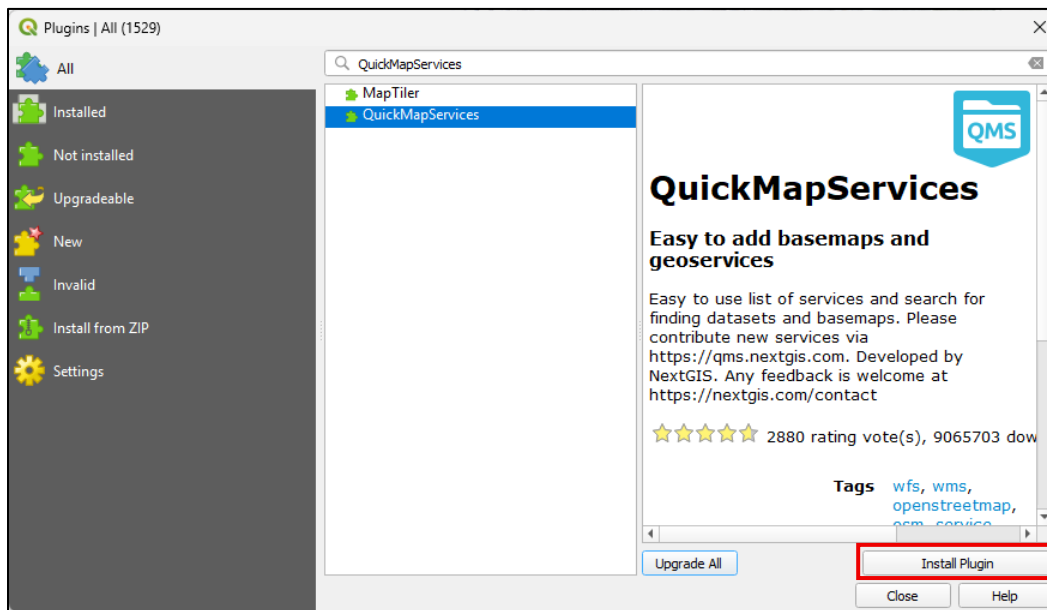 Plugins | All (1529)
All
Installed
Not installed
Upgradeable
New
Invalid
Install from ZIP
Settings
QuickMapServices
MapTiler
QuickMapServices
QMS
QuickMapServices
Easy to add basemaps and
geoservices
Easy to use list of services and search for
finding datasets and basemaps. Please
contribute new services via
https://qms.nextgis.com. Developed by
NextGIS. Any feedback is welcome at
https://nextgis.com/contact
2880 rating vote(s), 9065703 dow
Tags wfs, wms,
openstreetmap,
osm, service
Upgrade All
Install Plugin
Close
Help